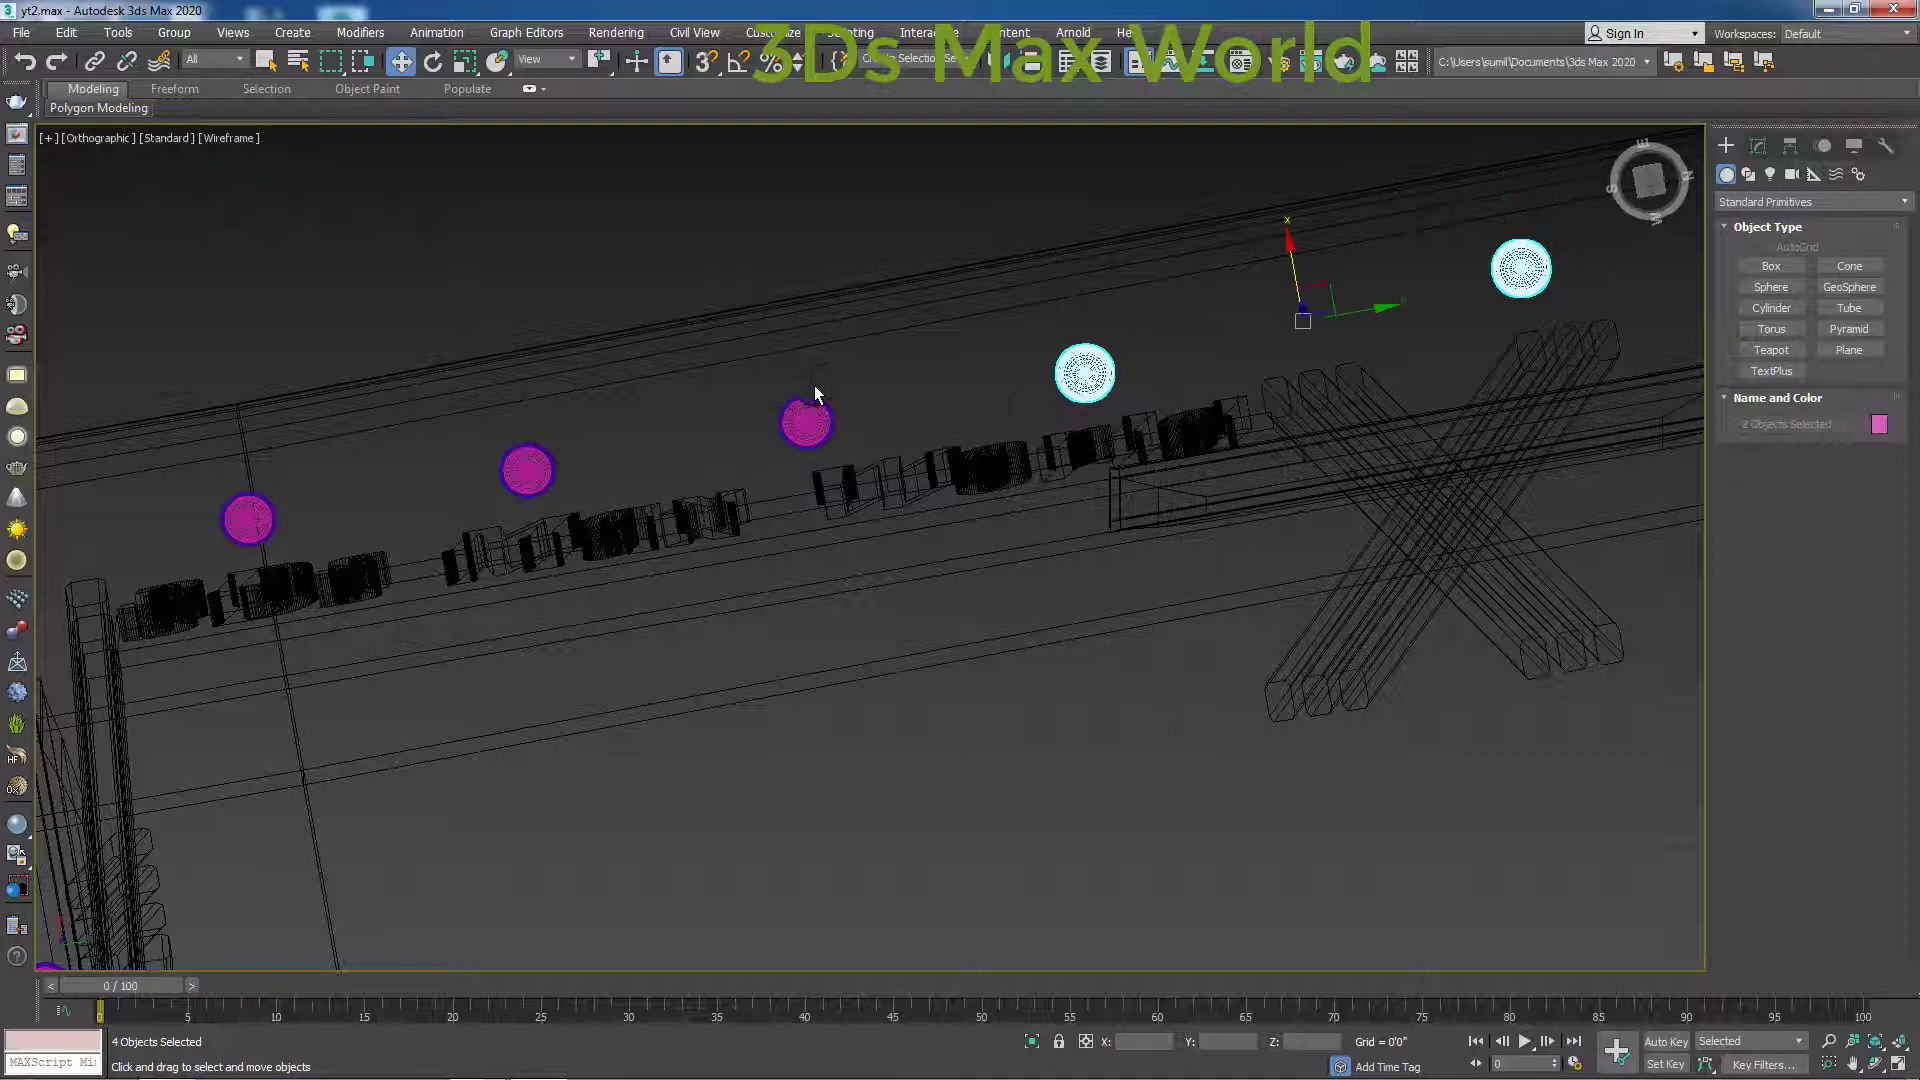 yt2.max - Autodesk 3ds Max 2020
File Edit Tools Group Views Create Modifiers Animation Graph Editors Rendering Civil View Scripting Arnold
Sign In Workspaces: Default
3Ds Max World
All View C:\Users\sumil\Documents\3ds Max 2020
Modeling Freeform Selection Object Paint Populate
Polygon Modeling
[+] [Orthographic] [Standard] [Wireframe]
Standard Primitives
Object Type
AutoGrid
Box Cone
Sphere GeoSphere
Cylinder Tube
Torus Pyramid
Teapot Plane
TextPlus
Name and Color
2 Objects Selected
x
HF
0 / 100
0 5 10 15 20 25 30 35 40 45 50 55 60 65 70 75 80 85 90 95 100
4 Objects Selected X: Y: Z: Grid = 0'0" Auto Key Selected
MAXScript Mi Click and drag to select and move objects Add Time Tag 0 Set Key Key Filters...